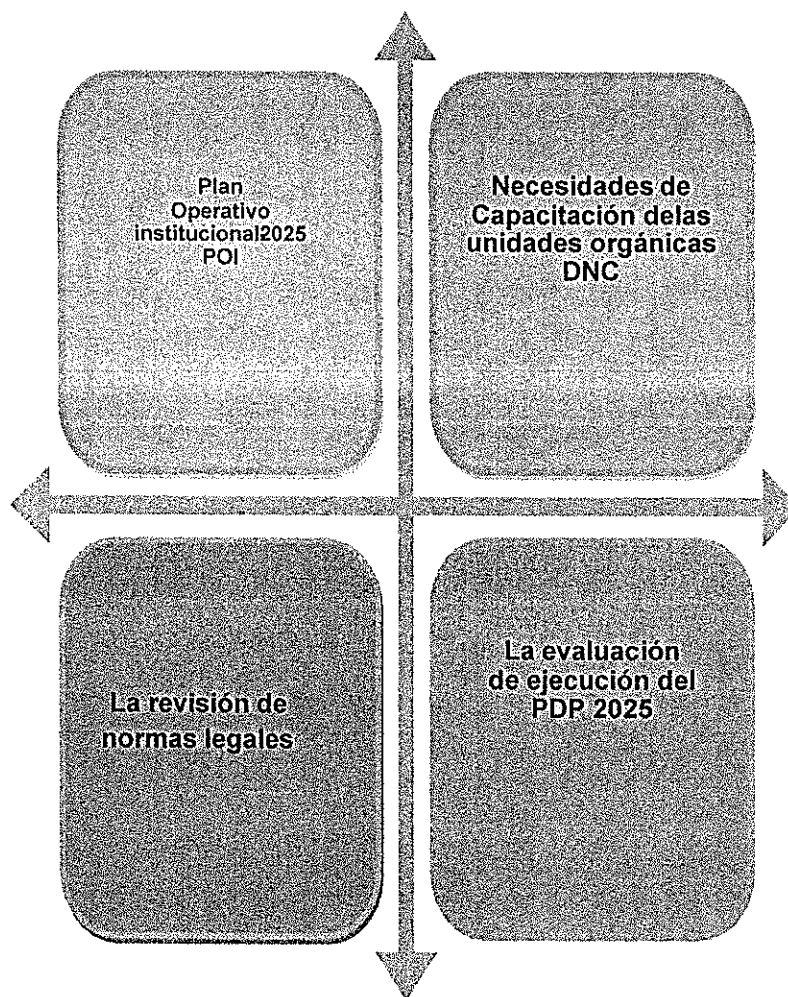 Plan
Operativo
institucional2025
POI
Necesidades de
Capacitación delas
unidades orgánicas
DNC
La revisión de
normas legales
La evaluación
de ejecución del
PDP 2025